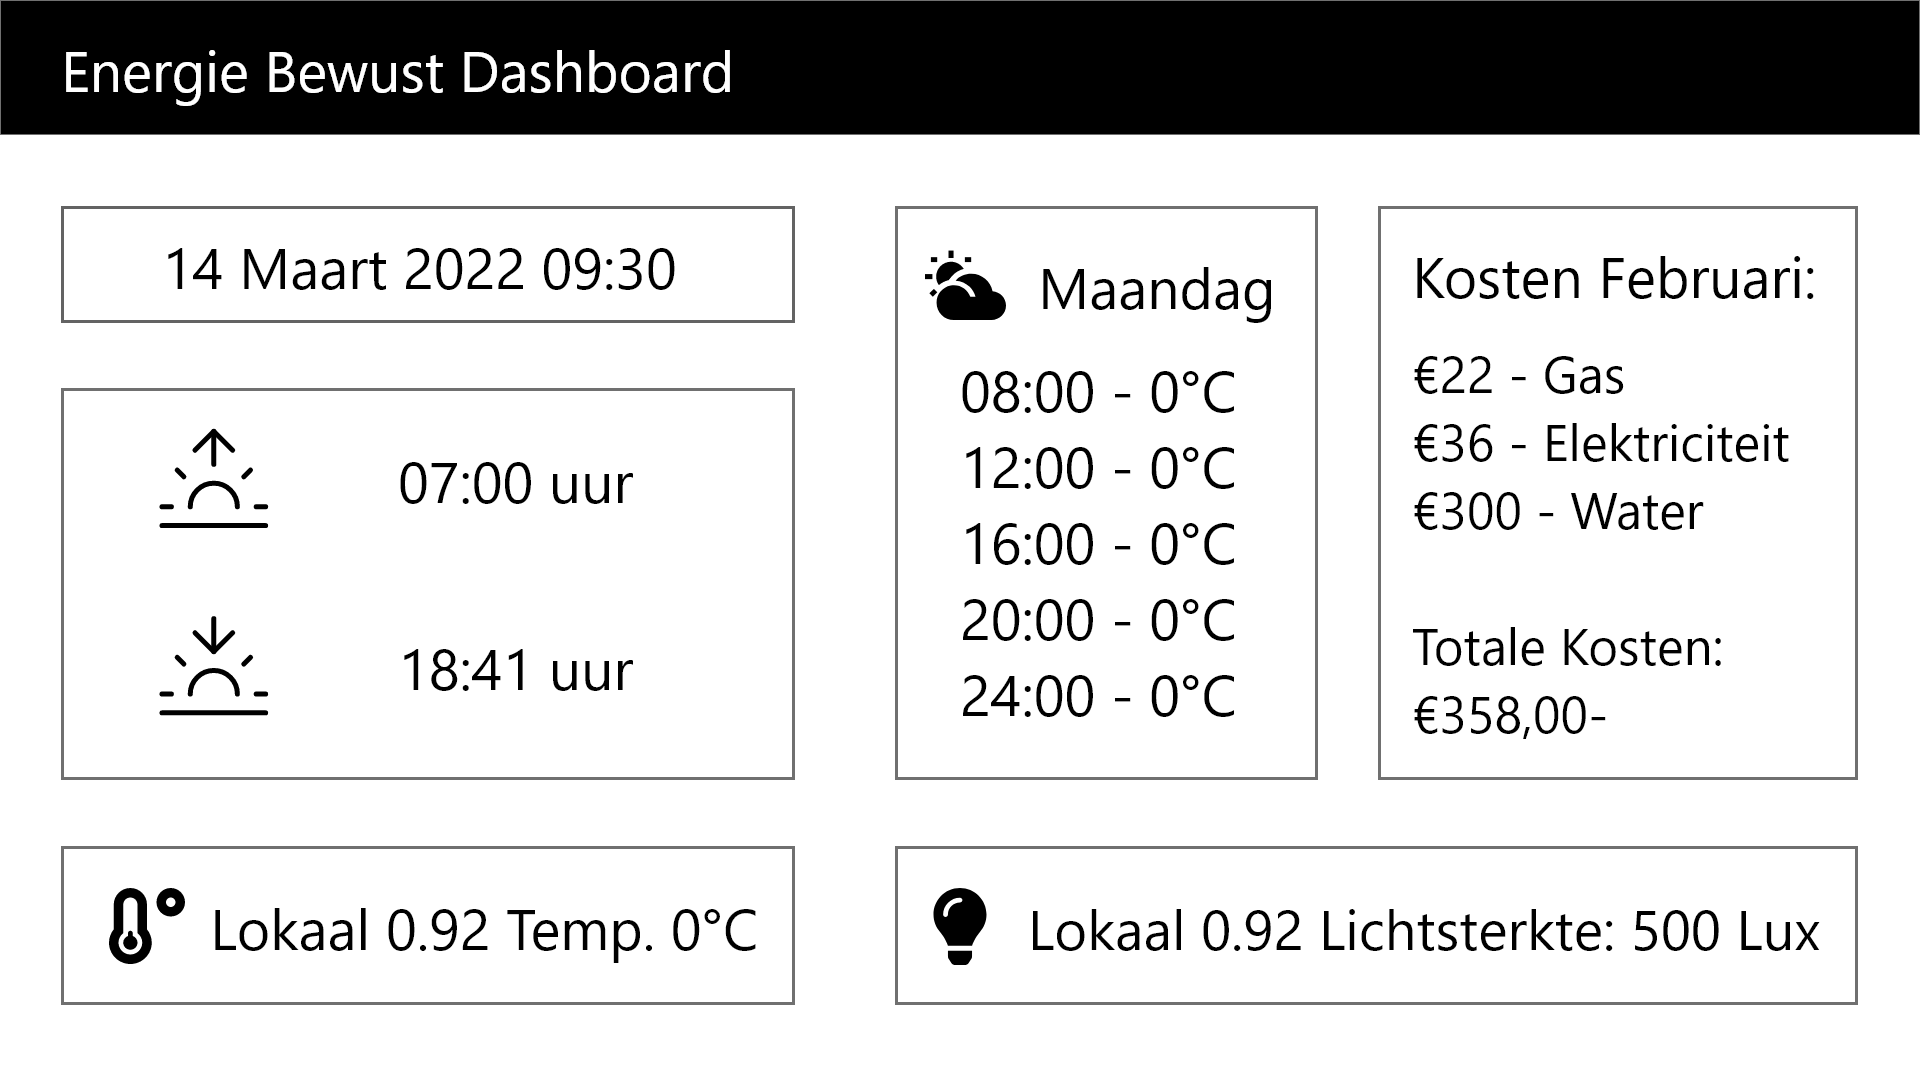 Energie Bewust Dashboard
14 Maart 2022 09:30
07:00 uur
18:41 uur
Maandag
08:00 - 0°C
12:00 - 0°C
16:00 - 0°C
20:00 - 0°C
24:00 - 0°C
Kosten Februari:
€22 - Gas
€36 - Elektriciteit
€300 - Water
Totale Kosten:
€358,00-
Lokaal 0.92 Temp. 0°C
Lokaal 0.92 Lichtsterkte: 500 Lux